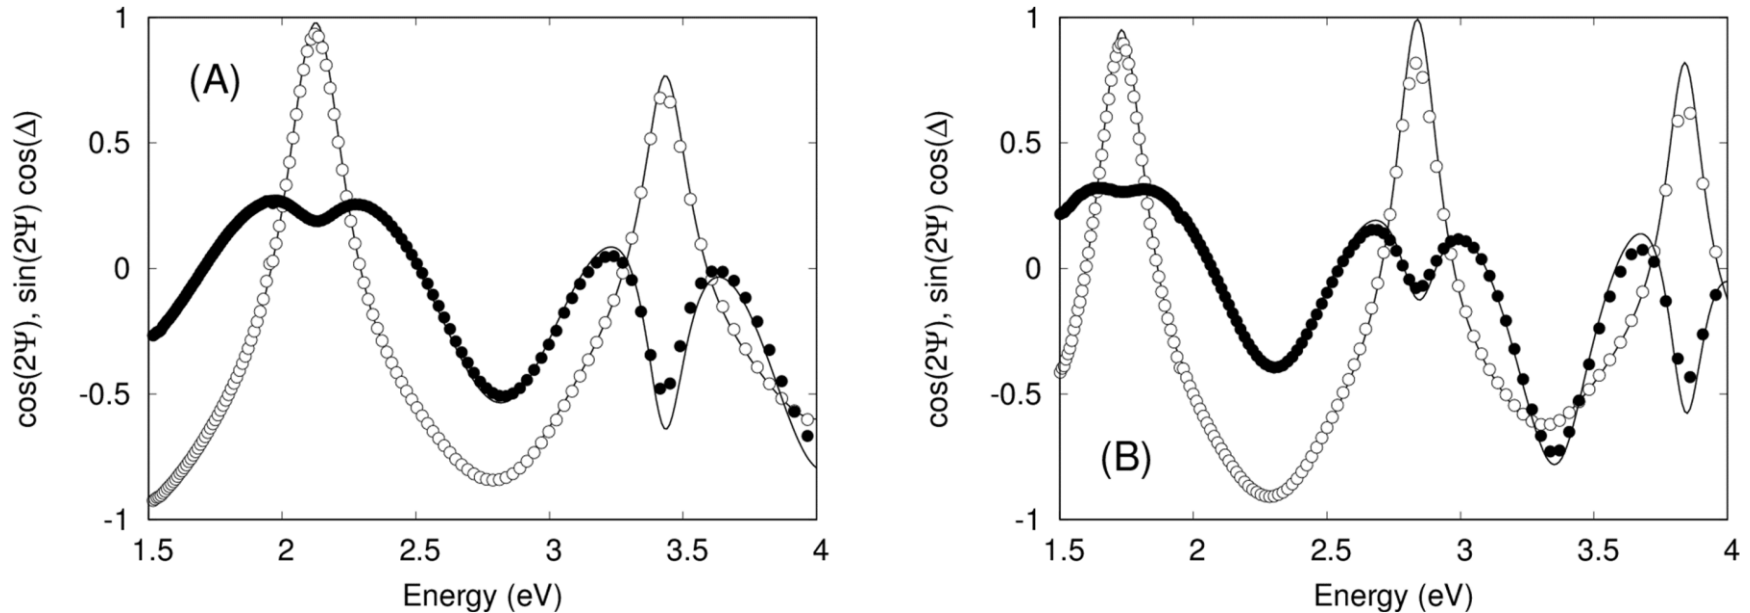 (A)
cos(2Ψ), sin(2Ψ) cos(Δ)
1
0.5
0
-0.5
-1
1.5 2 2.5 3 3.5 4
Energy (eV)
(B)
cos(2Ψ), sin(2Ψ) cos(Δ)
1
0.5
0
-0.5
-1
1.5 2 2.5 3 3.5 4
Energy (eV)